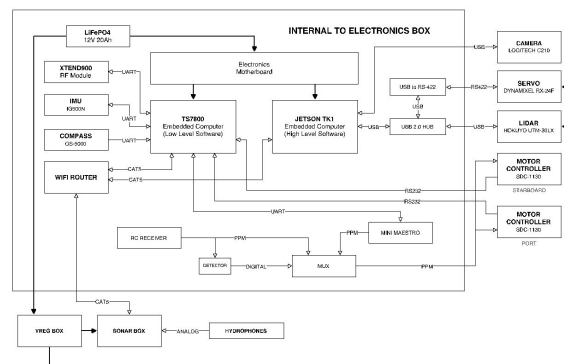 INTERNAL TO ELECTRONICS BOX
LiFePO4
12V 20Ah
XTEND900
RF Module
UART
IMU
UART
COMPASS
OS-5000
UART
WIFI ROUTER
CAT5
CAT5
Electronics
Motherboard
TS7800
Embedded Computer
(Low Level Software)
JETSON TK1
Embedded Computer
(High Level Software)
USB to RS-422
USB
USB
USB 2.0 HUB
USB
CAMERA
LOGITECH C210
USB
SERVO
DYNAMIXEL RX-24F
RS422
LIDAR
HOKUYO UTM-30LX
USB
MOTOR
CONTROLLER
SDC-1130
STARBOARD
RS232
RS232
MOTOR
CONTROLLER
SDC-1130
PORT
UART
RC RECEIVER
PPM
PPM
MINI MAESTRO
DETECTOR
DIGITAL
MUX
PPM
CAT5
VREG BOX
SONAR BOX
ANALOG
HYDROPHONES